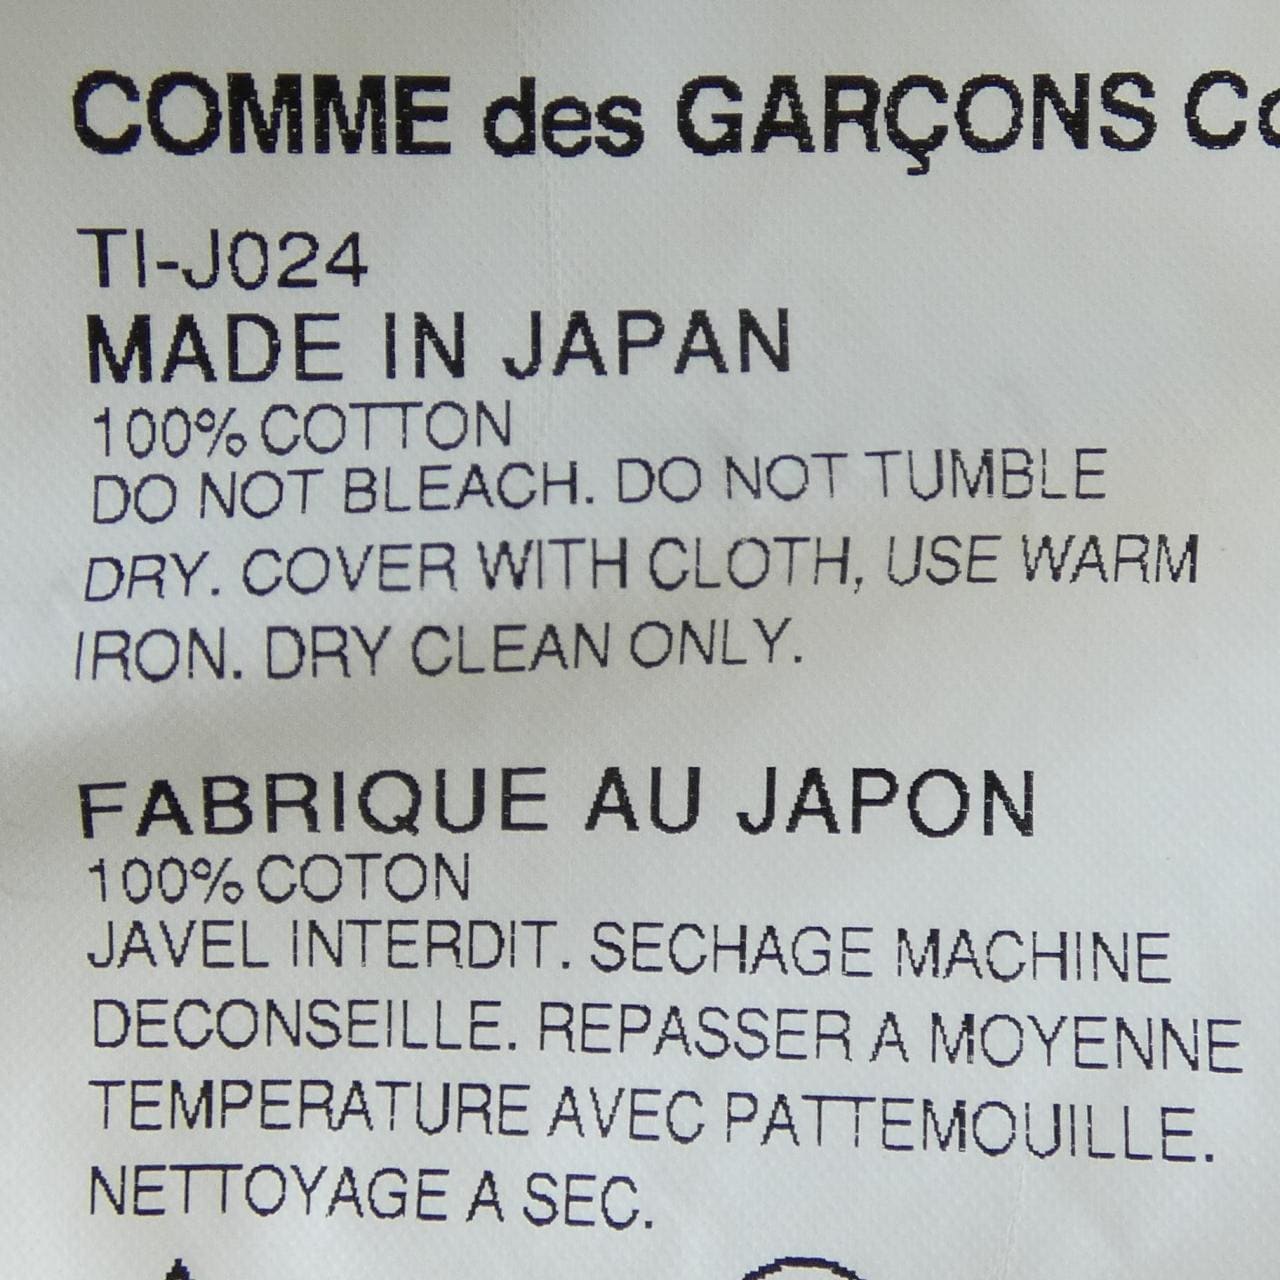 COMME des GARÇONS
TI-J024
MADE IN JAPAN
100% COTTON
DO NOT BLEACH. DO NOT TUMBLE
DRY. COVER WITH CLOTH, USE WARM
IRON. DRY CLEAN ONLY.
FABRIQUE AU JAPON
100% COTON
JAVEL INTERDIT. SECHAGE MACHINE
DECONSEILLE. REPASSER A MOYENNE
TEMPERATURE AVEC PATTEMOUILLE.
NETTOYAGE A SEC.